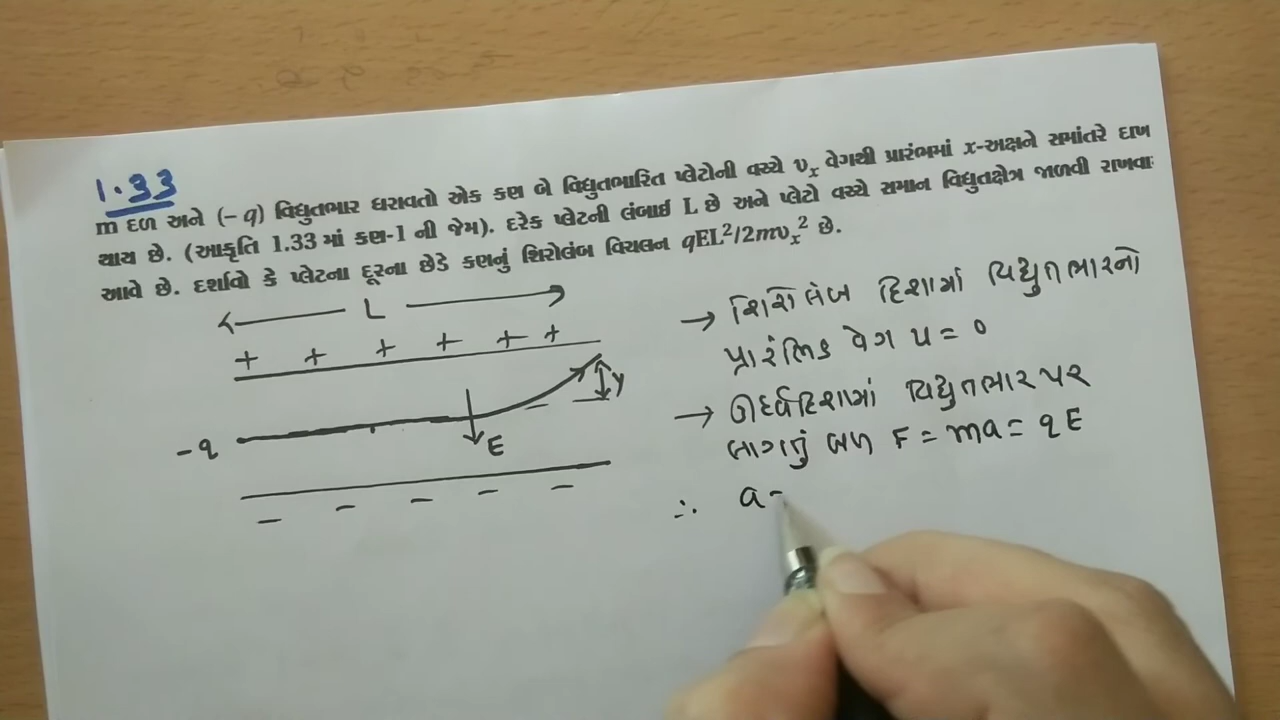 1.33
m દળ અને (– q) વિદ્યુતભાર ધરાવતો એક કણ બે વિદ્યુતભારિત પ્લેટોની વચ્ચે υₓ વેગથી પ્રારંભમાં x-અક્ષને સમાંતરે દાખ
થાય છે. (આકૃતિ 1.33 માં કણ-1 ની જેમ). દરેક પ્લેટની લંબાઈ L છે અને પ્લેટો વચ્ચે સમાન વિદ્યુતક્ષેત્ર જાળવી રાખવા
આવે છે. દર્શાવો કે પ્લેટના દૂરના છેડે કણનું શિરોલંબ વિચલન qEL²/2mυₓ² છે.
L
+ + + + + +
y
-q
E
- - - - -
→ શિરોલંબ દિશામાં વિદ્યુતભારનો
પ્રારંભિક વેગ u = 0
→ ઊર્ધ્વદિશામાં વિદ્યુતભાર પર
લાગતું બળ F = ma = qE
∴ a =